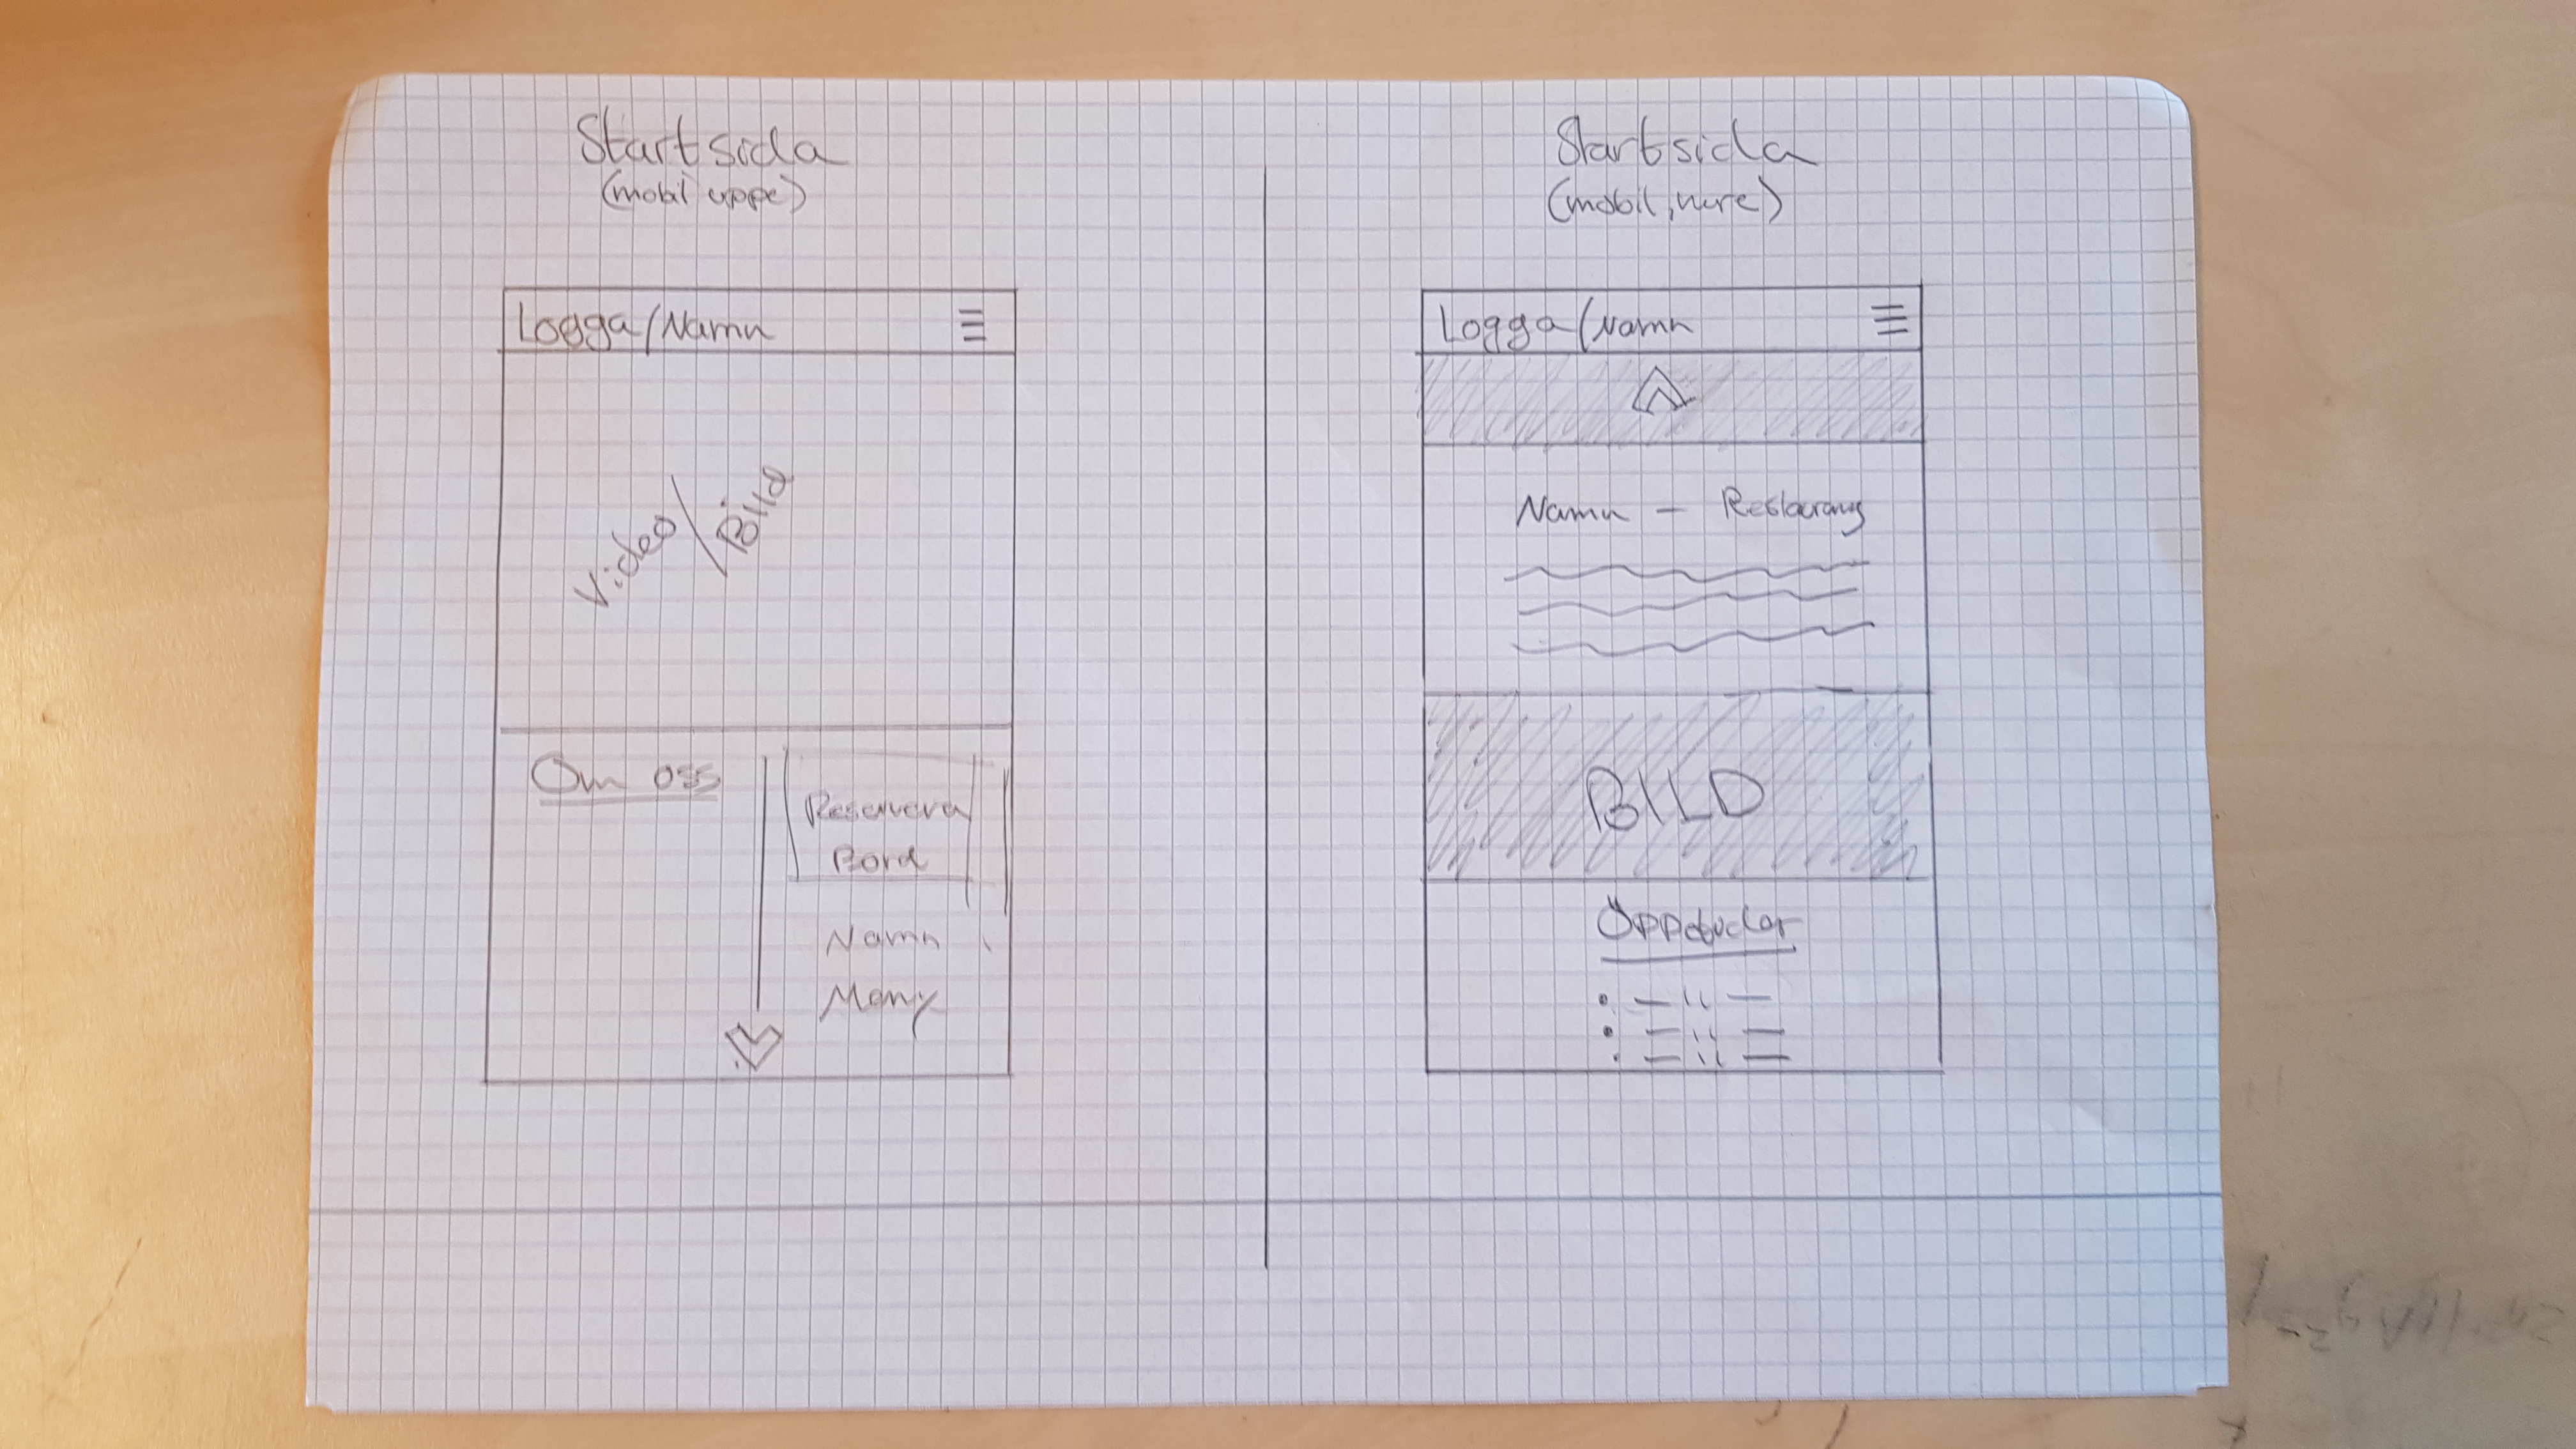 Startsida
(mobil uppe)
Logga/Namn
Video/Bild
Om oss
Reservera
Bord
Namn
Meny
Startsida
(mobil, nere)
Logga/Namn
Namn - Restaurang
BILD
Öppettider